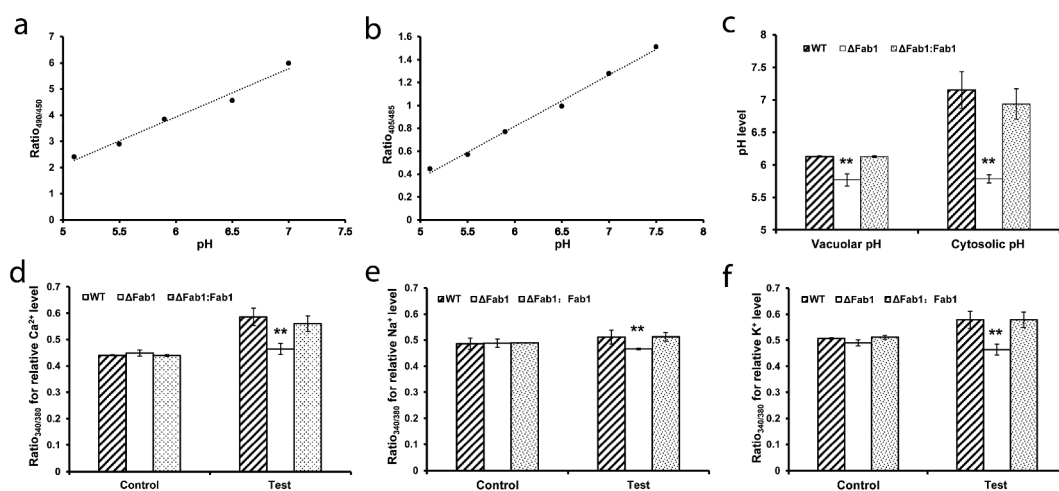 a
Ratio490/450
7
6
5
4
3
2
1
0
5 5.5 6 6.5 7 7.5
pH
b
Ratio405/485
1.6
1.4
1.2
1
0.8
0.6
0.4
0.2
0
5 5.5 6 6.5 7 7.5 8
pH
c
WT ΔFab1 ΔFab1:Fab1
pH level
8
7.5
7
6.5
6
5.5
5
** **
Vacuolar pH Cytosolic pH
d
WT ΔFab1 ΔFab1:Fab1
Ratio340/380 for relative Ca²⁺ level
0.7
0.6
0.5
0.4
0.3
0.2
0.1
0
**
Control Test
e
WT ΔFab1 ΔFab1: Fab1
Ratio340/380 for relative Na⁺ level
0.7
0.6
0.5
0.4
0.3
0.2
0.1
0
**
Control Test
f
WT ΔFab1 ΔFab1: Fab1
Ratio340/380 for relative K⁺ level
0.7
0.6
0.5
0.4
0.3
0.2
0.1
0
**
Control Test